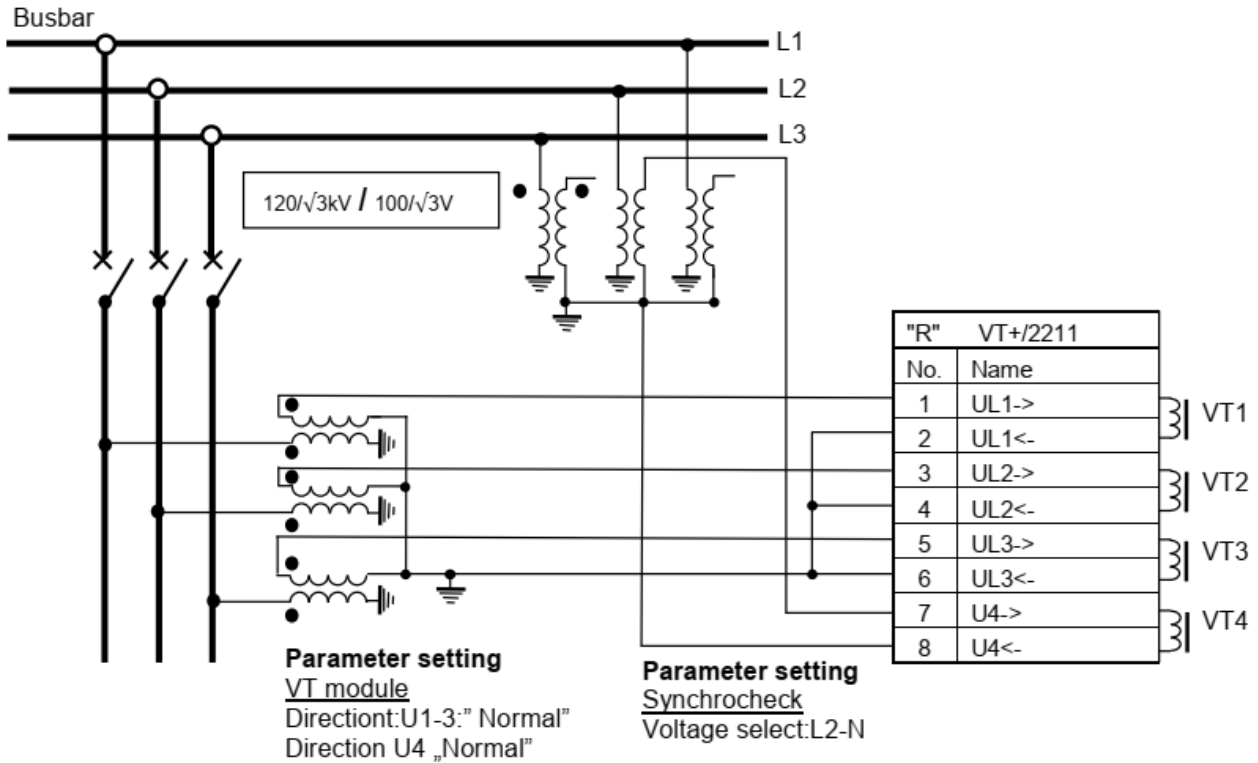 Busbar
L1
L2
L3
120/√3kV / 100/√3V
"R" VT+/2211
No. Name
1 UL1->
2 UL1<-
VT1
3 UL2->
4 UL2<-
VT2
5 UL3->
6 UL3<-
VT3
7 U4->
8 U4<-
VT4
Parameter setting
VT module
Directiont:U1-3:” Normal”
Direction U4 „Normal”
Parameter setting
Synchrocheck
Voltage select:L2-N